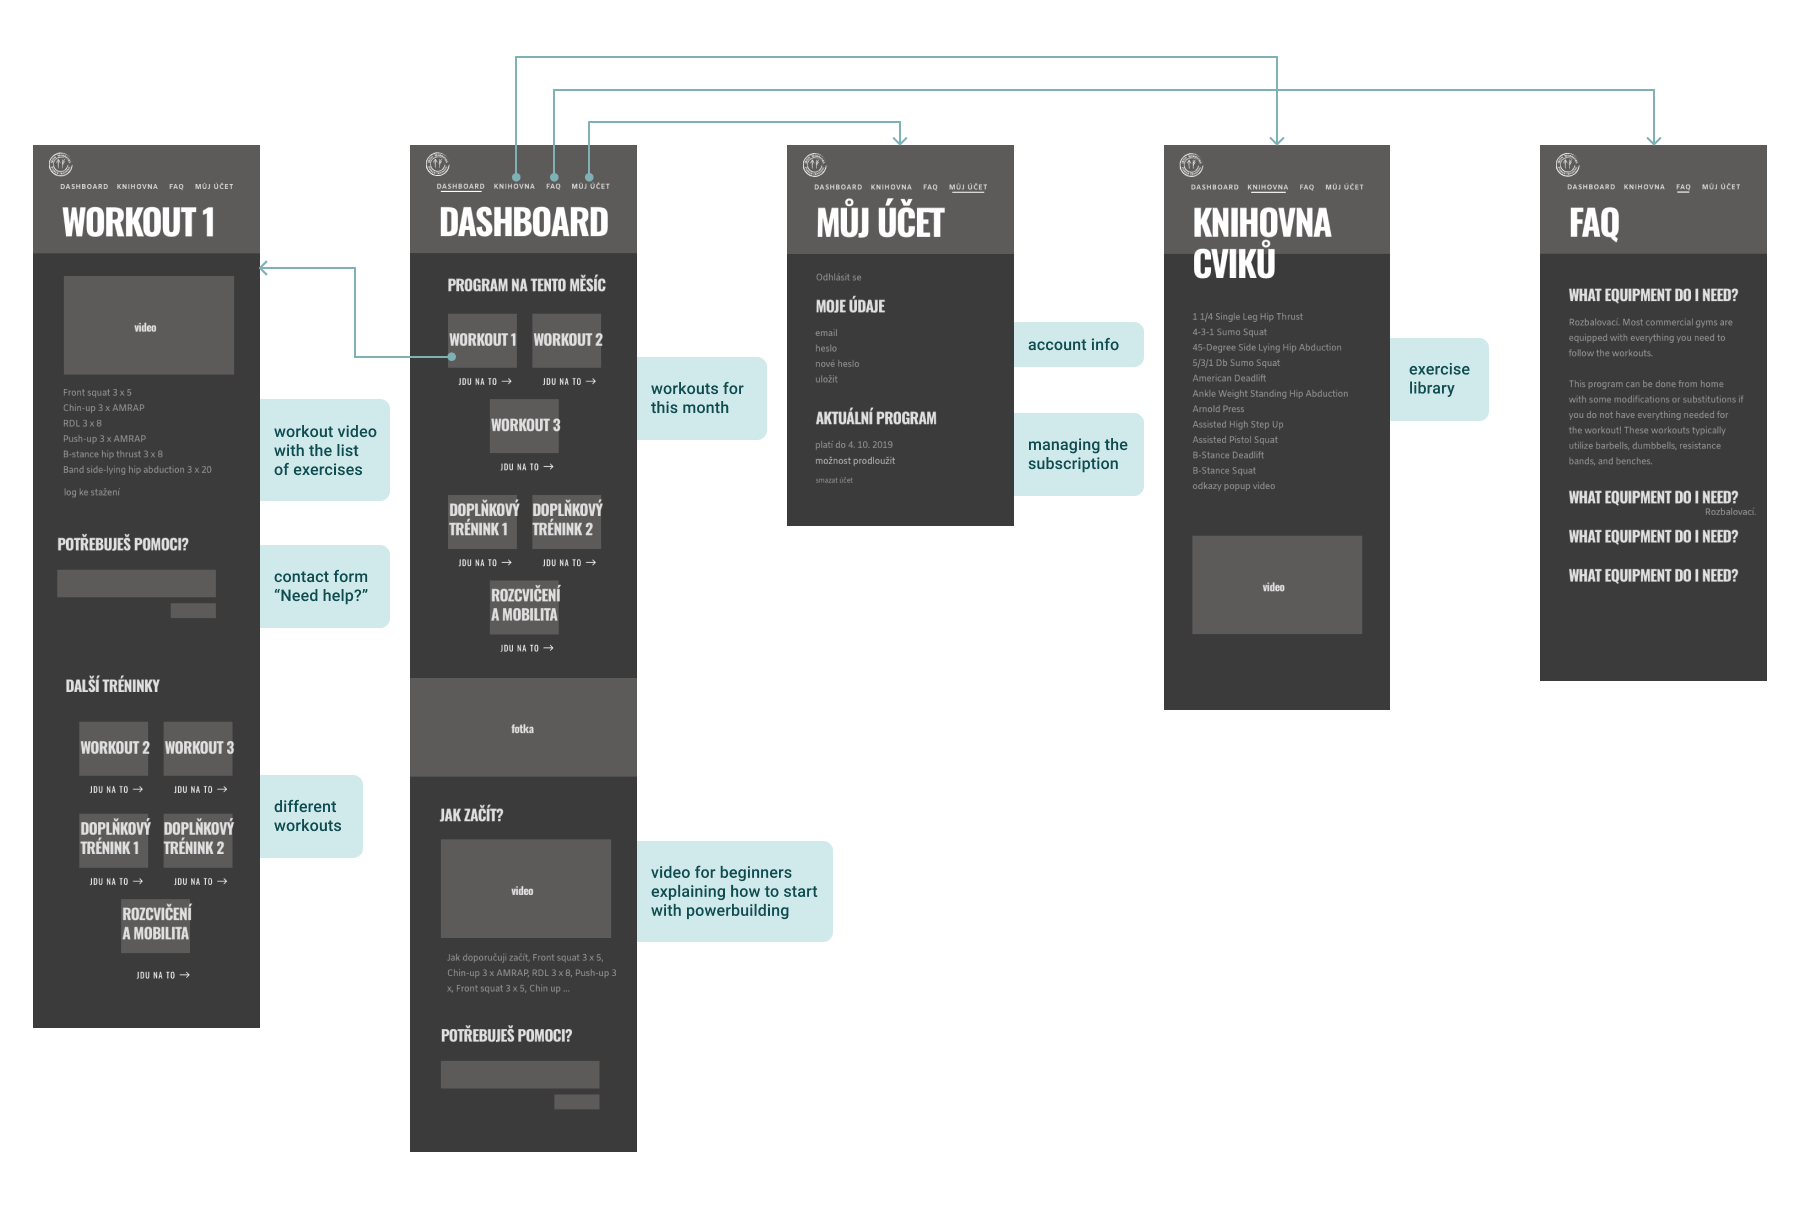 DASHBOARD KNIHOVNA FAQ MŮJ ÚČET
WORKOUT 1
video
Front squat 3 x 5
Chin-up 3 x AMRAP
RDL 3 x 8
Push-up 3 x AMRAP
B-stance hip thrust 3 x 8
Band side-lying hip abduction 3 x 20
log ke stažení
workout video
with the list
of exercises
POTŘEBUJEŠ POMOCI?
contact form
“Need help?”
DALŠÍ TRÉNINKY
WORKOUT 2 WORKOUT 3
JDU NA TO → JDU NA TO →
different
workouts
DOPLŇKOVÝ DOPLŇKOVÝ
TRÉNINK 1 TRÉNINK 2
JDU NA TO → JDU NA TO →
ROZCVIČENÍ
A MOBILITA
JDU NA TO →
DASHBOARD KNIHOVNA FAQ MŮJ ÚČET
DASHBOARD
PROGRAM NA TENTO MĚSÍC
WORKOUT 1 WORKOUT 2
JDU NA TO → JDU NA TO →
workouts for
this month
WORKOUT 3
JDU NA TO →
DOPLŇKOVÝ DOPLŇKOVÝ
TRÉNINK 1 TRÉNINK 2
JDU NA TO → JDU NA TO →
ROZCVIČENÍ
A MOBILITA
JDU NA TO →
fotka
JAK ZAČÍT?
video
video for beginners
explaining how to start
with powerbuilding
Jak doporučuji začít, Front squat 3 x 5,
Chin-up 3 x AMRAP, RDL 3 x 8, Push-up 3
x, Front squat 3 x 5, Chin up ...
POTŘEBUJEŠ POMOCI?
DASHBOARD KNIHOVNA FAQ MŮJ ÚČET
MŮJ ÚČET
Odhlásit se
MOJE ÚDAJE
email
heslo
nové heslo
uložit
account info
AKTUÁLNÍ PROGRAM
platí do 4. 10. 2019
možnost prodloužit
smazat účet
managing the
subscription
DASHBOARD KNIHOVNA FAQ MŮJ ÚČET
KNIHOVNA
CVIKŮ
1 1/4 Single Leg Hip Thrust
4-3-1 Sumo Squat
45-Degree Side Lying Hip Abduction
5/3/1 Db Sumo Squat
American Deadlift
Ankle Weight Standing Hip Abduction
Arnold Press
Assisted High Step Up
Assisted Pistol Squat
B-Stance Deadlift
B-Stance Squat
odkazy popup video
exercise
library
video
DASHBOARD KNIHOVNA FAQ MŮJ ÚČET
FAQ
WHAT EQUIPMENT DO I NEED?
Rozbalovací. Most commercial gyms are
equipped with everything you need to
follow the workouts.
This program can be done from home
with some modifications or substitutions if
you do not have everything needed for
the workout! These workouts typically
utilize barbells, dumbbells, resistance
bands, and benches.
WHAT EQUIPMENT DO I NEED?
Rozbalovací.
WHAT EQUIPMENT DO I NEED?
WHAT EQUIPMENT DO I NEED?